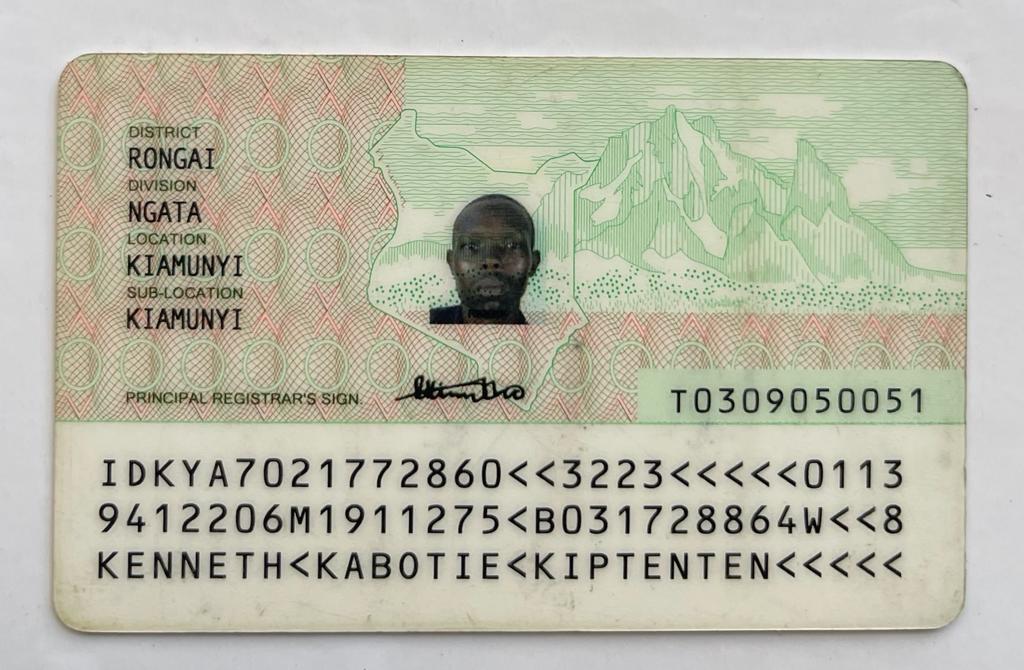 DISTRICT
RONGAI
DIVISION
NGATA
LOCATION
KIAMUNYI
SUB-LOCATION
KIAMUNYI
PRINCIPAL REGISTRAR'S SIGN.
T0309050051
IDKYA7021772860<<3223<<<<<0113
9412206M1911275<B031728864W<<8
KENNETH<KABOTIE<KIPTENTEN<<<<<